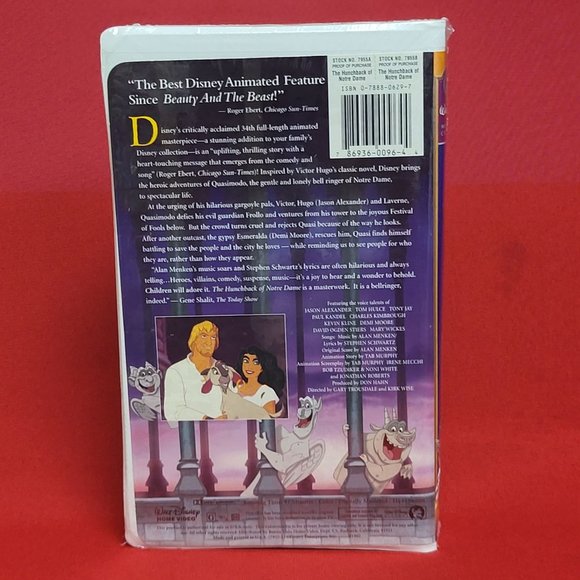 STOCK NO. 7955A
PROOF OF PURCHASE
The Hunchback of
Notre Dame
STOCK NO. 7955B
PROOF OF PURCHASE
The Hunchback of
Notre Dame
ISBN 0-7888-0629-7
86936-0096-4
"The Best Disney Animated Feature
Since Beauty And The Beast!"
— Roger Ebert, Chicago Sun-Times
Disney's critically acclaimed 34th full-length animated
masterpiece—a stunning addition to your family's
Disney collection—is an "uplifting, thrilling story with a
heart-touching message that emerges from the comedy and
song" (Roger Ebert, Chicago Sun-Times)! Inspired by Victor Hugo's classic novel, Disney brings
the heroic adventures of Quasimodo, the gentle and lonely bell ringer of Notre Dame,
to spectacular life.
At the urging of his hilarious gargoyle pals, Victor, Hugo (Jason Alexander) and Laverne,
Quasimodo defies his evil guardian Frollo and ventures from his tower to the joyous Festival
of Fools below. But the crowd turns cruel and rejects Quasi because of the way he looks.
After another outcast, the gypsy Esmeralda (Demi Moore), rescues him, Quasi finds himself
battling to save the people and the city he loves — while reminding us to see people for who
they are, rather than how they appear.
"Alan Menken's music soars and Stephen Schwartz's lyrics are often hilarious and always
telling...Heroes, villains, comedy, suspense, music—it's a joy to hear and a wonder to behold.
Children will adore it. The Hunchback of Notre Dame is a masterwork. It is a bellringer,
indeed." — Gene Shalit, The Today Show
Featuring the voice talents of
JASON ALEXANDER TOM HULCE TONY JAY
PAUL KANDEL CHARLES KIMBROUGH
KEVIN KLINE DEMI MOORE
DAVID OGDEN STIERS MARY WICKES
Songs: Music by ALAN MENKEN/
Lyrics by STEPHEN SCHWARTZ
Original Score by ALAN MENKEN
Animation Story by TAB MURPHY
Animation Screenplay by TAB MURPHY IRENE MECCHI
BOB TZUDIKER & NONI WHITE
and JONATHAN ROBERTS
Produced by DON HAHN
Directed by GARY TROUSDALE and KIRK WISE
WALT DISNEY
HOME VIDEO